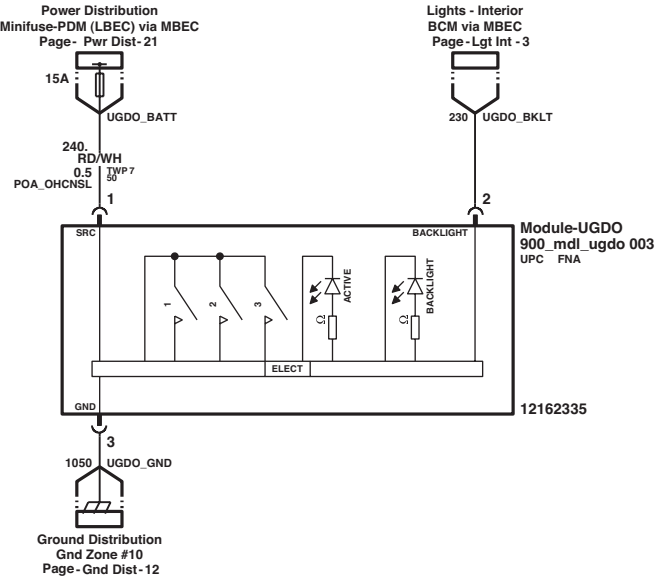 Power Distribution
Minifuse-PDM (LBEC) via MBEC
Page- Pwr Dist-21
15A
UGDO_BATT
240.
RD/WH
0.5
TWP 7
50
POA_OHCNSL
1
Lights - Interior
BCM via MBEC
Page-Lgt Int -3
230
UGDO_BKLT
2
SRC
BACKLIGHT
Module-UGDO
900_mdl_ugdo 003
UPC FNA
1
2
3
Ω
ACTIVE
Ω
BACKLIGHT
ELECT
GND
12162335
3
1050
UGDO_GND
Ground Distribution
Gnd Zone #10
Page-Gnd Dist-12